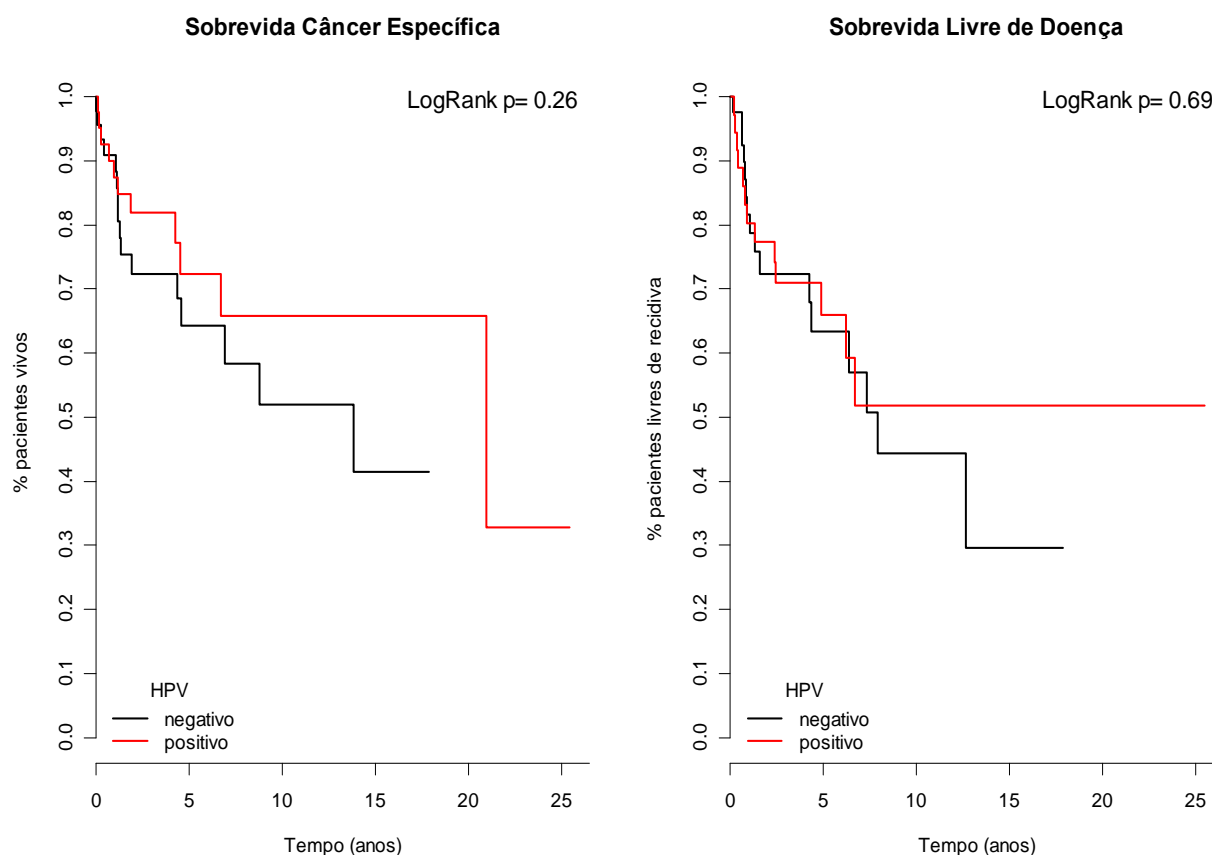 Sobrevida Câncer Específica
LogRank p= 0.26
% pacientes vivos
1.0
0.9
0.8
0.7
0.6
0.5
0.4
0.3
0.2
0.1
0.0
HPV
negativo
positivo
0 5 10 15 20 25
Tempo (anos)
Sobrevida Livre de Doença
LogRank p= 0.69
% pacientes livres de recidiva
1.0
0.9
0.8
0.7
0.6
0.5
0.4
0.3
0.2
0.1
0.0
HPV
negativo
positivo
0 5 10 15 20 25
Tempo (anos)